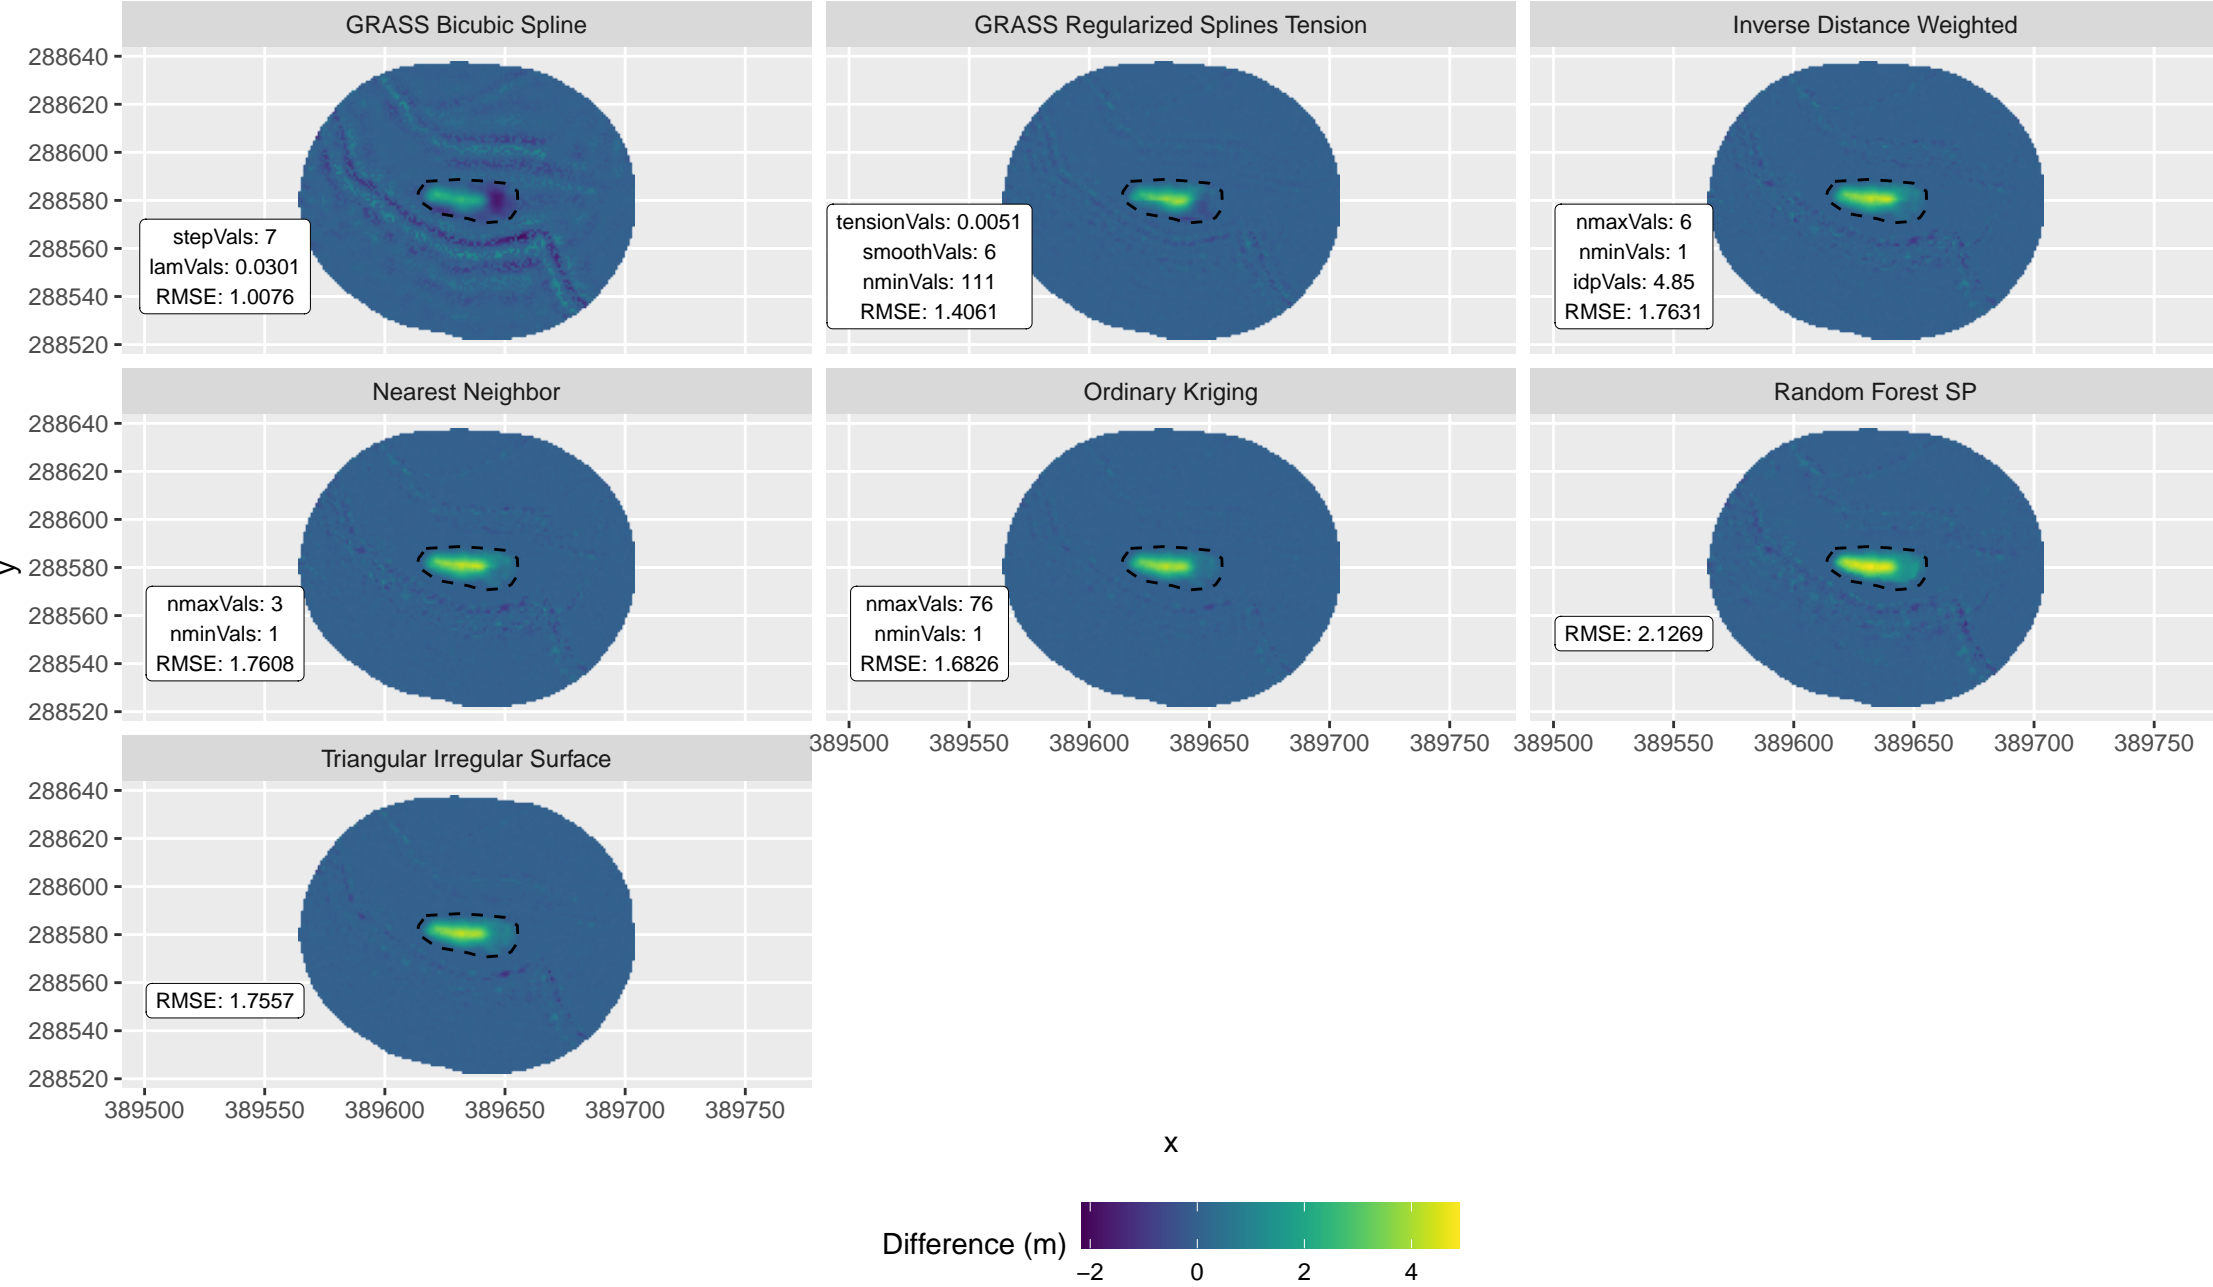 GRASS Bicubic Spline
GRASS Regularized Splines Tension
Inverse Distance Weighted
288640
288620
288600
288580
288560
288540
288520
stepVals: 7
lamVals: 0.0301
RMSE: 1.0076
tensionVals: 0.0051
smoothVals: 6
nminVals: 111
RMSE: 1.4061
nmaxVals: 6
nminVals: 1
idpVals: 4.85
RMSE: 1.7631
Nearest Neighbor
Ordinary Kriging
Random Forest SP
288640
288620
288600
288580
288560
288540
288520
y
nmaxVals: 3
nminVals: 1
RMSE: 1.7608
nmaxVals: 76
nminVals: 1
RMSE: 1.6826
RMSE: 2.1269
389500 389550 389600 389650 389700 389750
389500 389550 389600 389650 389700 389750
Triangular Irregular Surface
288640
288620
288600
288580
288560
288540
288520
RMSE: 1.7557
389500 389550 389600 389650 389700 389750
x
Difference (m)
−2 0 2 4